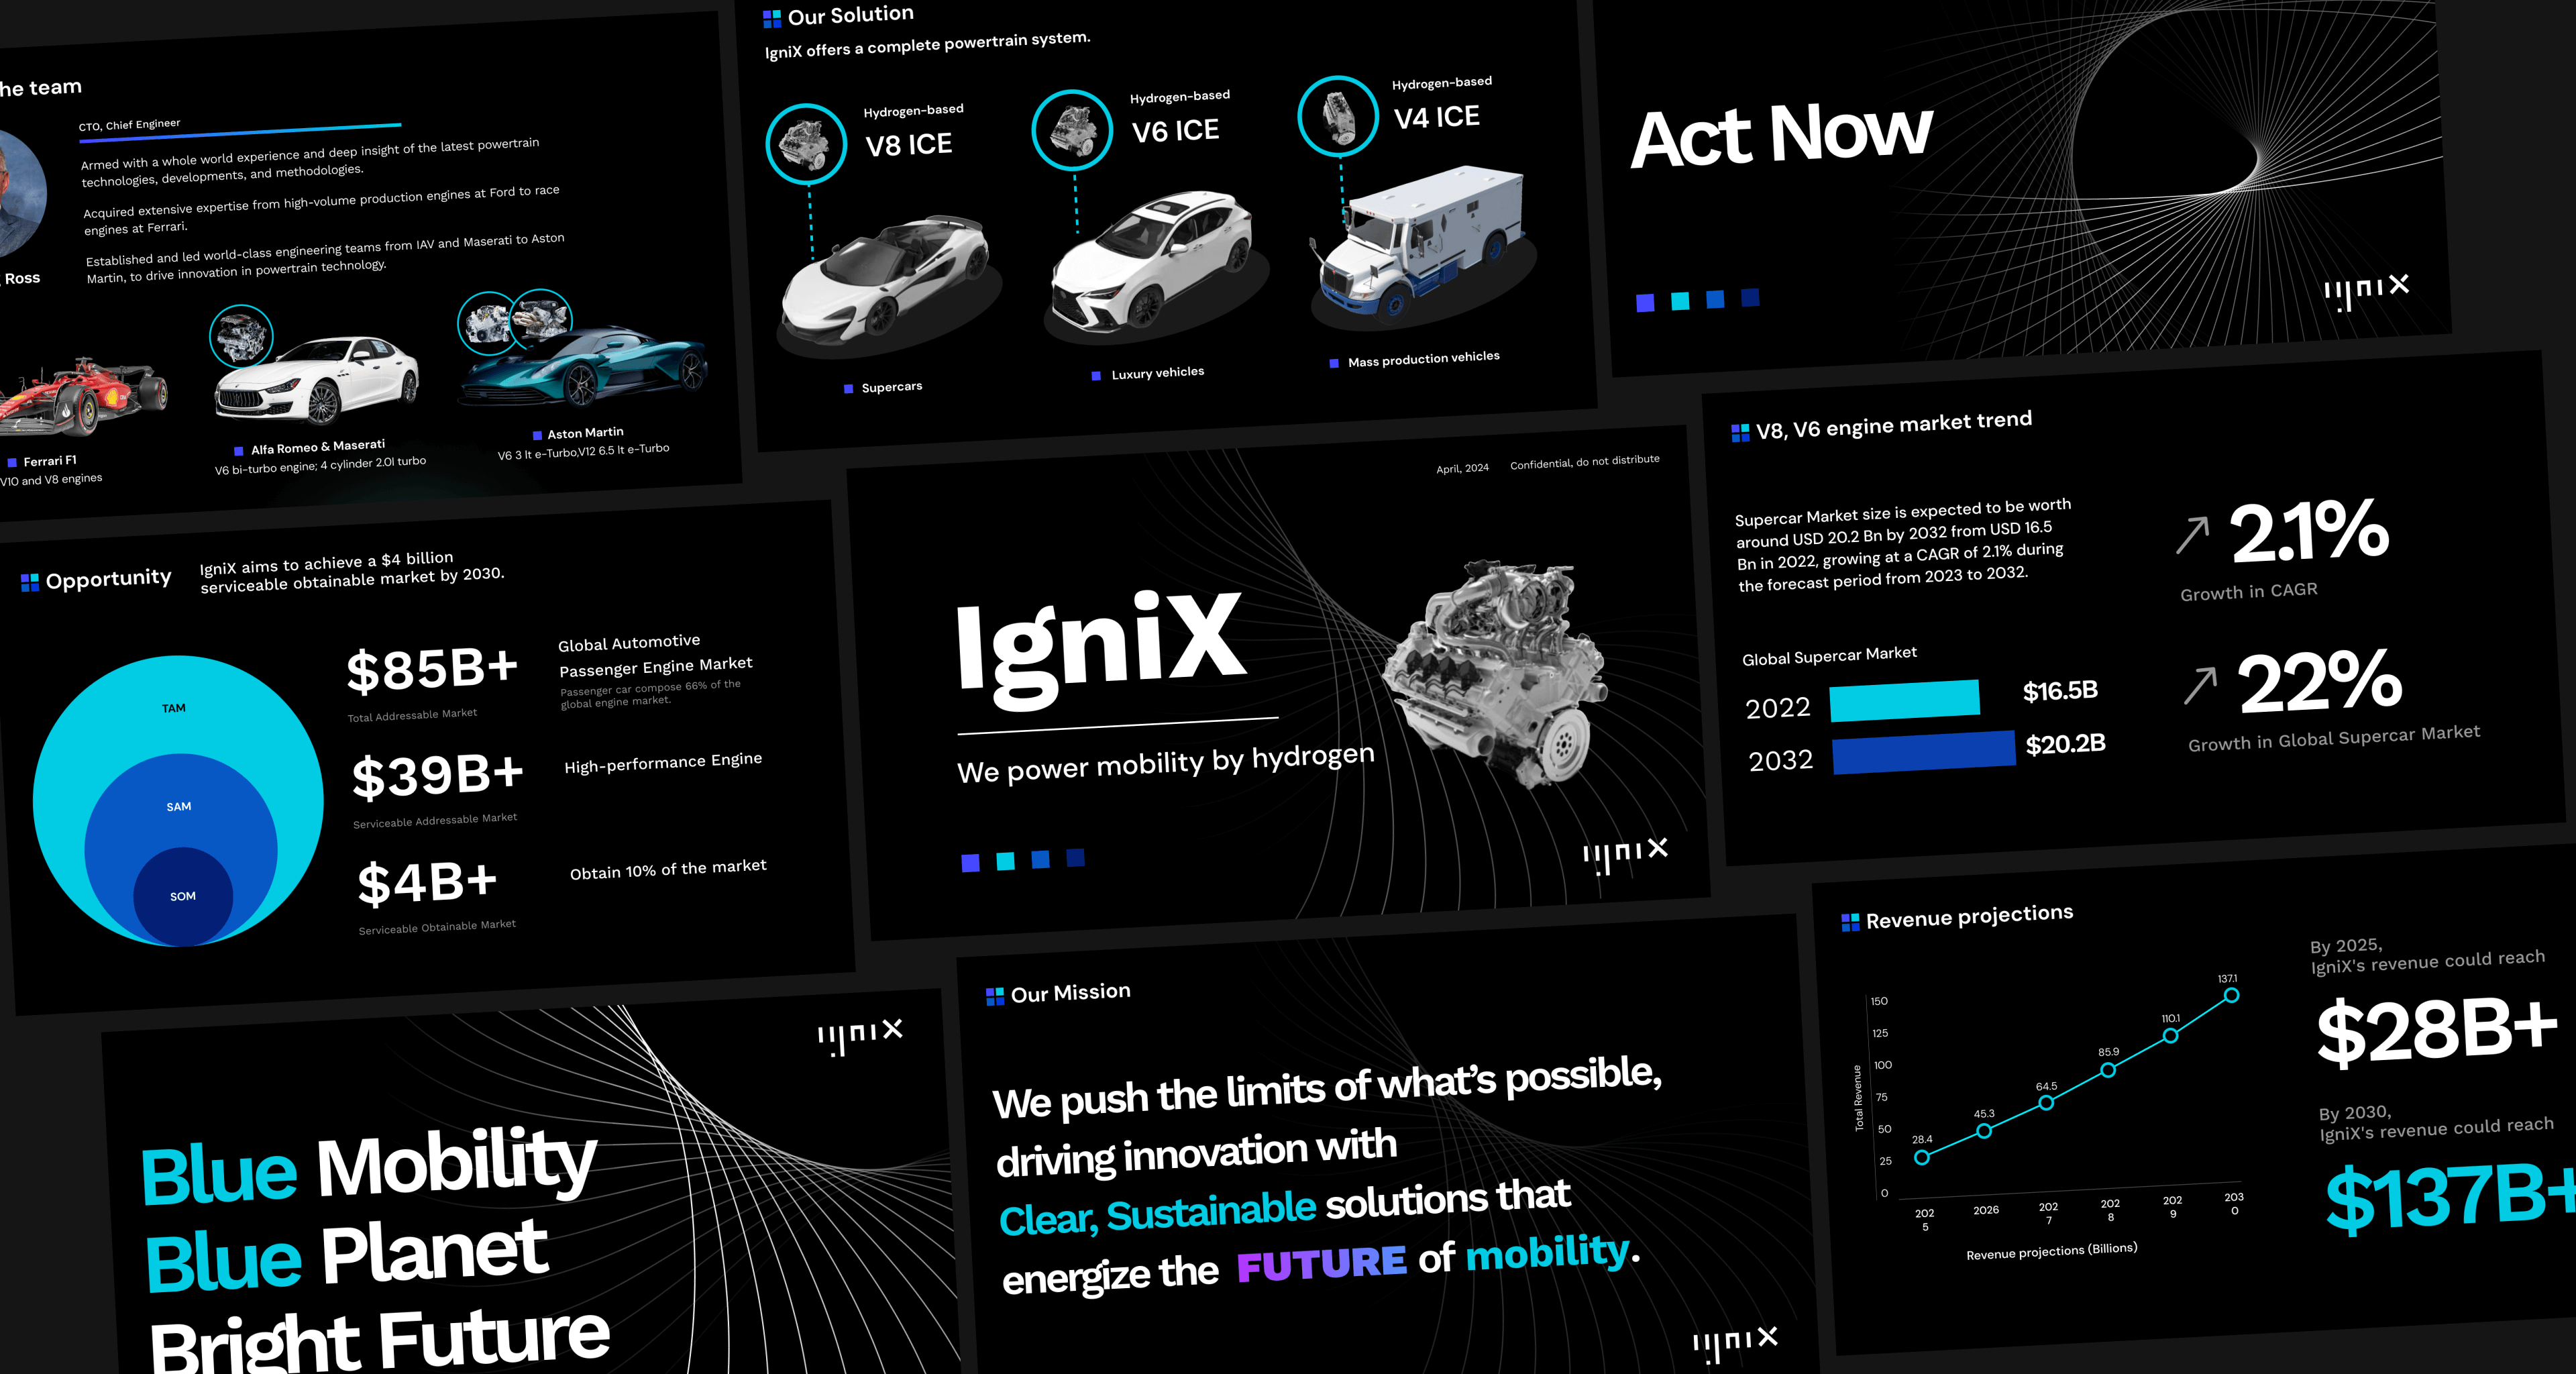 he team
CTO, Chief Engineer
Armed with a whole world experience and deep insight of the latest powertrain
technologies, developments, and methodologies.
Acquired extensive expertise from high-volume production engines at Ford to race
engines at Ferrari.
Established and led world-class engineering teams from IAV and Maserati to Aston
Martin, to drive innovation in powertrain technology.
Ross
Ferrari F1
V10 and V8 engines
Alfa Romeo & Maserati
V6 bi-turbo engine; 4 cylinder 2.0l turbo
Aston Martin
V6 3 lt e-Turbo,V12 6.5 lt e-Turbo
Our Solution
IgniX offers a complete powertrain system.
Hydrogen-based
V8 ICE
Hydrogen-based
V6 ICE
Hydrogen-based
V4 ICE
Supercars
Luxury vehicles
Mass production vehicles
Act Now
Opportunity
IgniX aims to achieve a $4 billion
serviceable obtainable market by 2030.
TAM
SAM
SOM
$85B+
Total Addressable Market
Global Automotive
Passenger Engine Market
Passenger car compose 66% of the
global engine market.
$39B+
Serviceable Addressable Market
High-performance Engine
$4B+
Serviceable Obtainable Market
Obtain 10% of the market
April, 2024 Confidential, do not distribute
IgniX
We power mobility by hydrogen
V8, V6 engine market trend
Supercar Market size is expected to be worth
around USD 20.2 Bn by 2032 from USD 16.5
Bn in 2022, growing at a CAGR of 2.1% during
the forecast period from 2023 to 2032.
Global Supercar Market
2022 $16.5B
2032 $20.2B
2.1%
Growth in CAGR
22%
Growth in Global Supercar Market
Blue Mobility
Blue Planet
Bright Future
Our Mission
We push the limits of what's possible,
driving innovation with
Clear, Sustainable solutions that
energize the FUTURE of mobility.
Revenue projections
Total Revenue
150
125
100
75
50
25
0
28.4
45.3
64.5
85.9
110.1
137.1
2025
2026
2027
2028
2029
2030
Revenue projections (Billions)
By 2025,
IgniX's revenue could reach
$28B+
By 2030,
IgniX's revenue could reach
$137B+